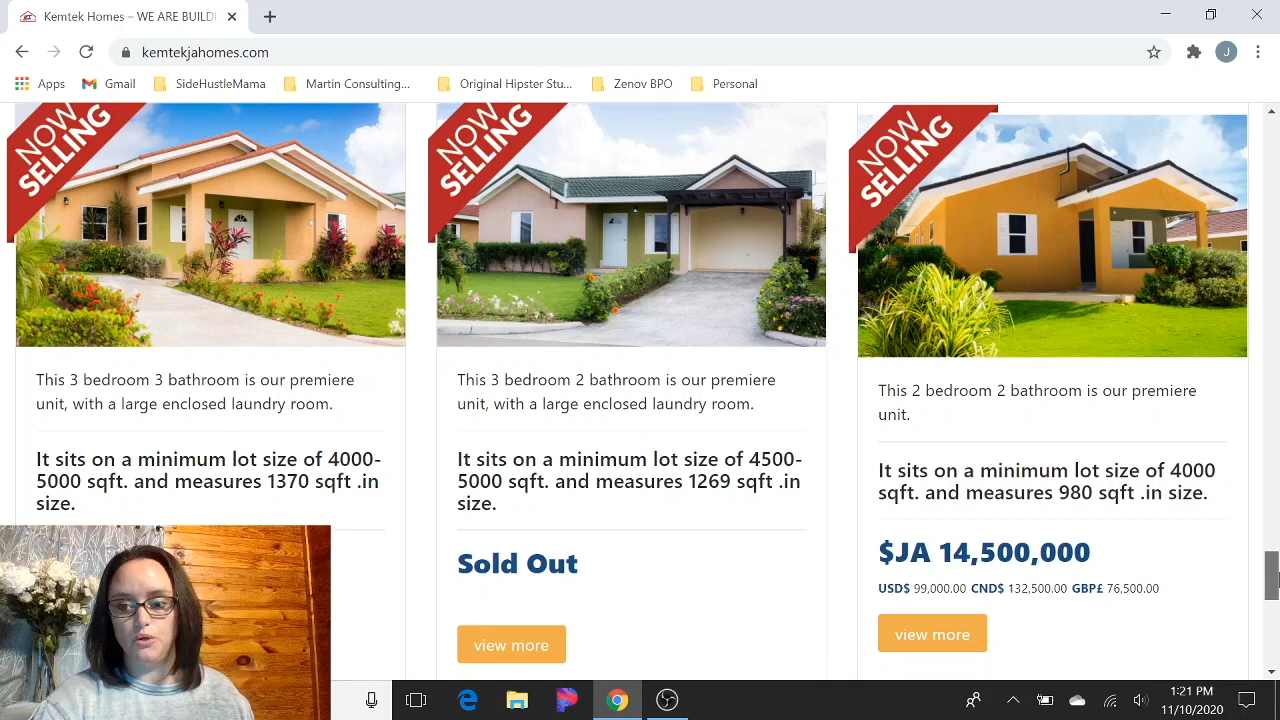 Kemtek Homes – WE ARE BUILDI
kemtekjahomes.com
J
Apps
Gmail
SideHustleMama
Martin Consulting...
Original Hipster Stu...
Zenov BPO
Personal
NOW
SELLING
NOW
SELLING
NOW
SELLING
This 3 bedroom 3 bathroom is our premiere
unit, with a large enclosed laundry room.
It sits on a minimum lot size of 4000-
5000 sqft. and measures 1370 sqft .in
size.
This 3 bedroom 2 bathroom is our premiere
unit, with a large enclosed laundry room.
It sits on a minimum lot size of 4500-
5000 sqft. and measures 1269 sqft .in
size.
Sold Out
view more
This 2 bedroom 2 bathroom is our premiere
unit.
It sits on a minimum lot size of 4000
sqft. and measures 980 sqft .in size.
$JA 14,500,000
USD$ 99,000.00 CND$ 132,500.00 GBP£ 76,500.00
view more
1:21 PM
11/10/2020